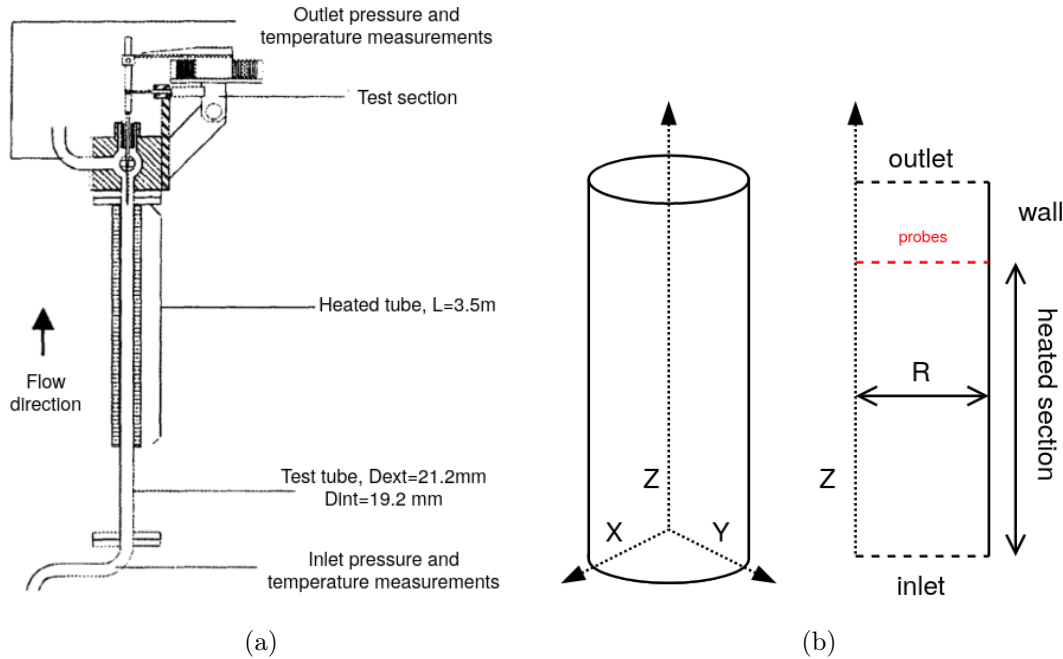 Outlet pressure and
temperature measurements
Test section
Heated tube, L=3.5m
Flow
direction
Test tube, Dext=21.2mm
Dint=19.2 mm
Inlet pressure and
temperature measurements
(a)
Z
X
Y
outlet
wall
probes
heated section
R
Z
inlet
(b)